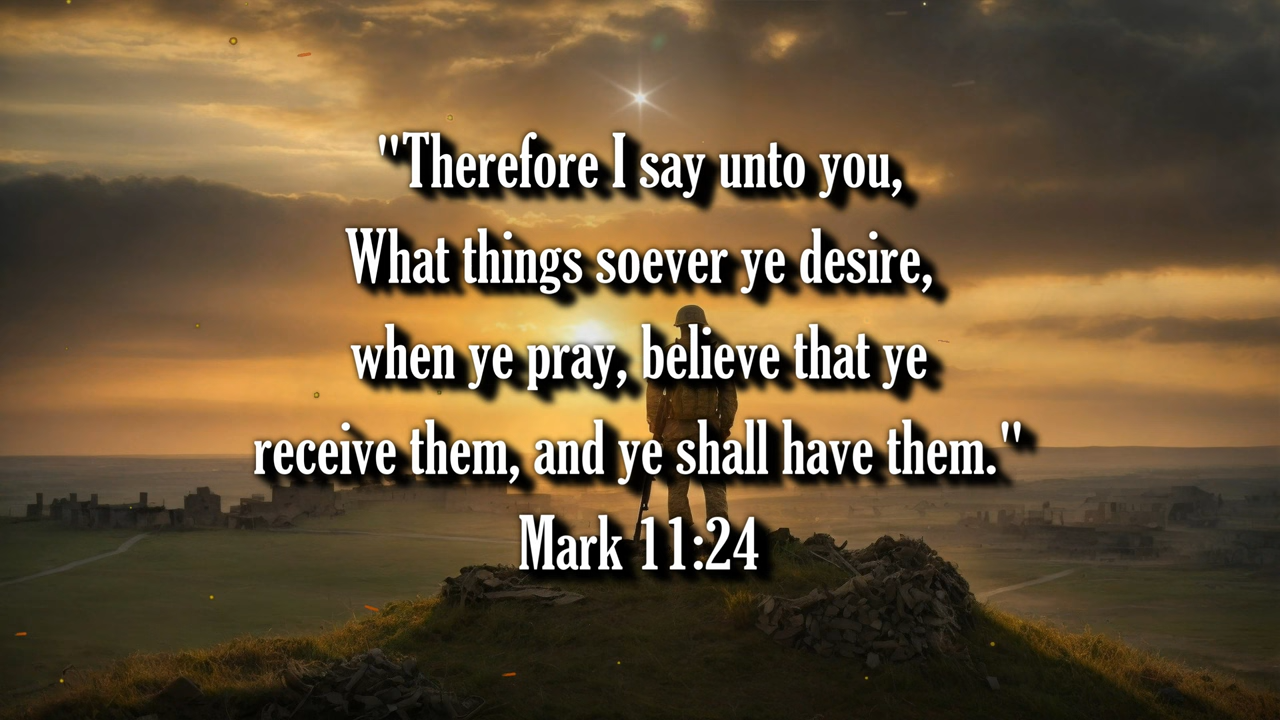 "Therefore I say unto you,
What things soever ye desire,
when ye pray, believe that ye
receive them, and ye shall have them."
Mark 11:24